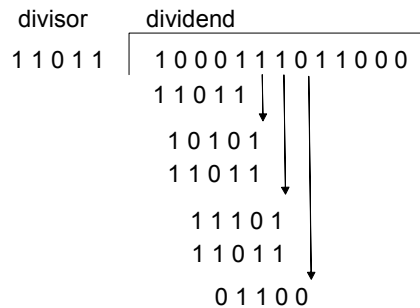 divisor dividend
1 1 0 1 1 1 0 0 0 1 1 1 0 1 1 0 0 0
1 1 0 1 1
1 0 1 0 1
1 1 0 1 1
1 1 1 0 1
1 1 0 1 1
0 1 1 0 0